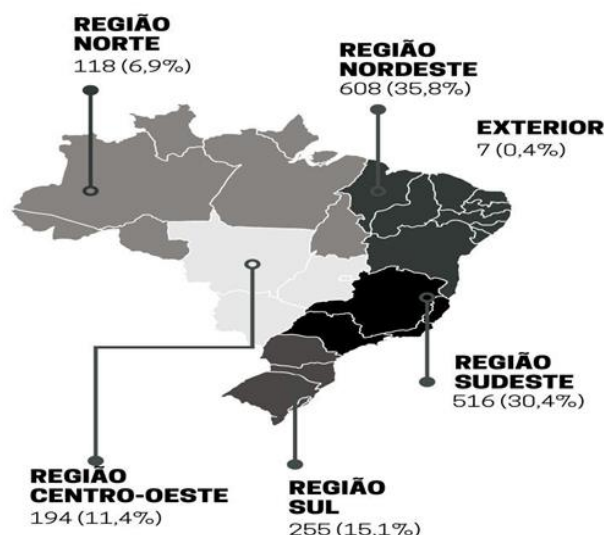 REGIÃO
NORTE
118 (6,9%)
REGIÃO
NORDESTE
608 (35,8%)
EXTERIOR
7 (0,4%)
REGIÃO
SUDESTE
516 (30,4%)
REGIÃO
CENTRO-OESTE
194 (11,4%)
REGIÃO
SUL
255 (15,1%)